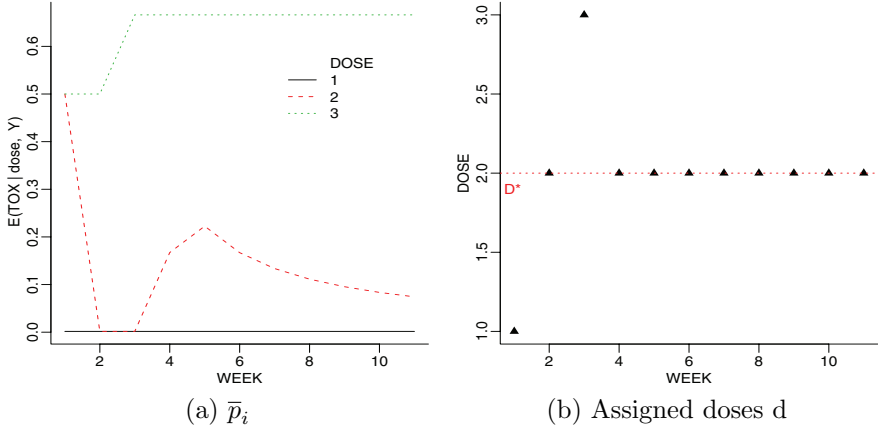 E(TOX | dose, Y)
0.0 0.1 0.2 0.3 0.4 0.5 0.6
DOSE
1
2
3
2 4 6 8 10
WEEK
(a) p̅ᵢ
DOSE
1.0 1.5 2.0 2.5 3.0
D*
2 4 6 8 10
WEEK
(b) Assigned doses d